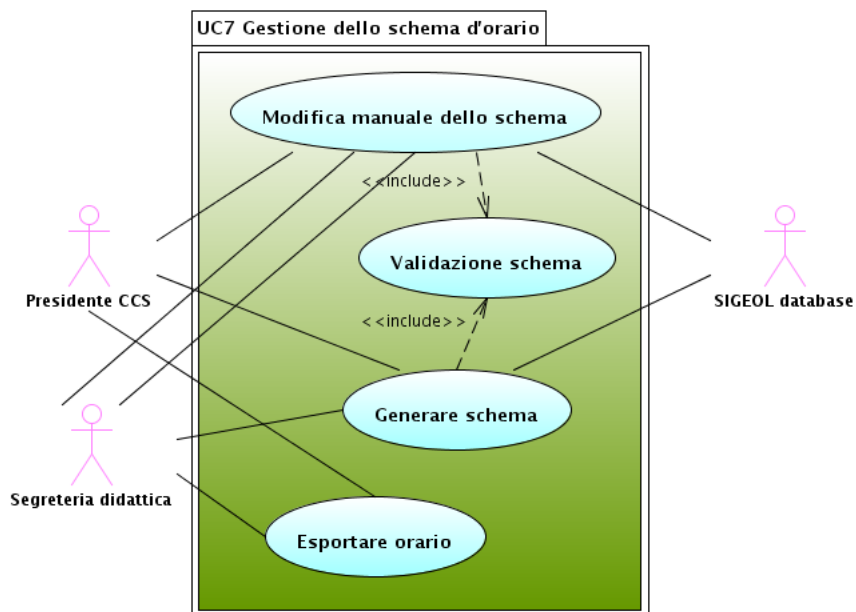 UC7 Gestione dello schema d'orario
Modifica manuale dello schema
<<include>>
Validazione schema
Presidente CCS
SIGEOL database
<<include>>
Generare schema
Segreteria didattica
Esportare orario